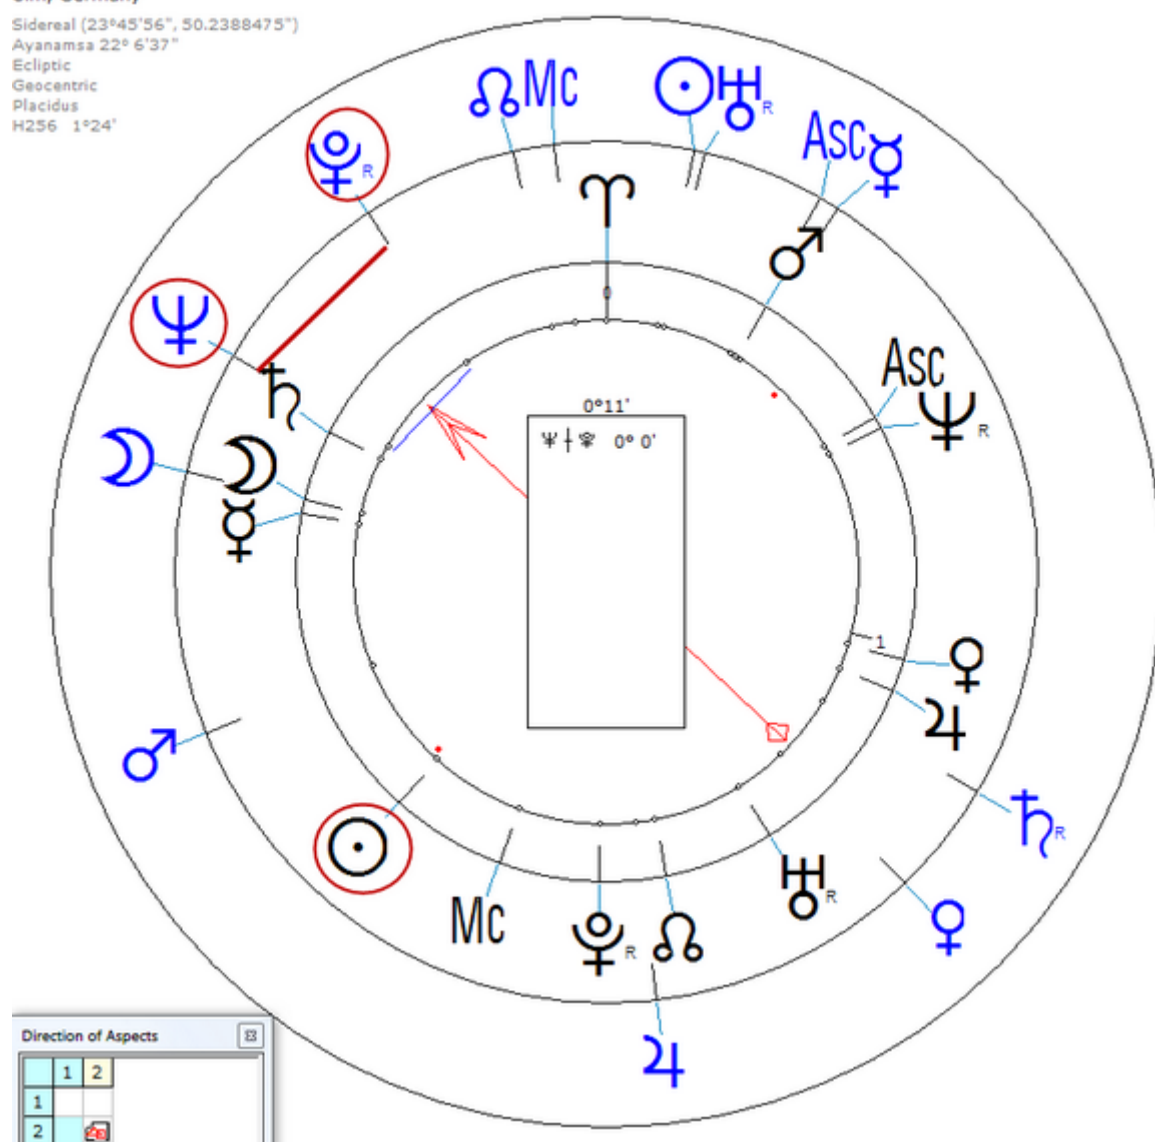 Sidereal (23°45'56", 50.2388475")
Ayanamsa 22° 6'37"
Ecliptic
Geocentric
Placidus
H256 1°24'
Mc
R
R
Asc
R
0
Asc
R
0°11'
0° 0'
1
R
R
Mc
R
Direction of Aspects
1 2
1
2